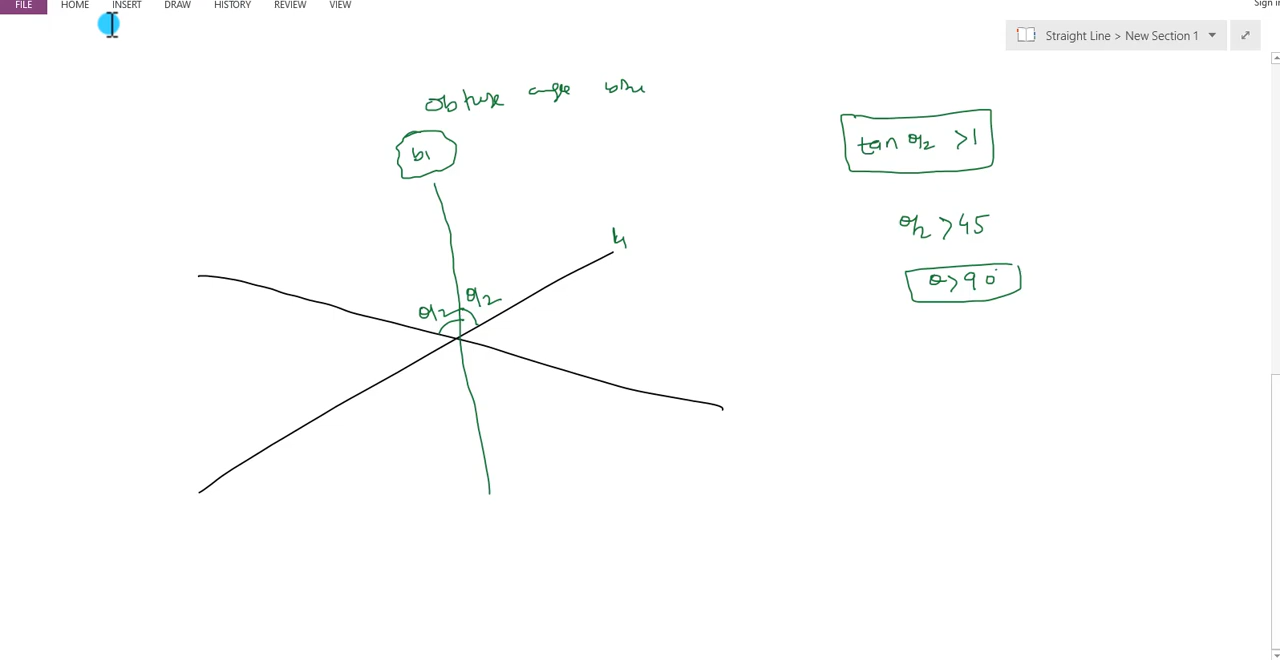 FILE HOME INSERT DRAW HISTORY REVIEW VIEW
Sign i
Straight Line > New Section 1
obtuse angle
b₁
tan θ/2 >1
θ/2 >45
θ>90°
θ/2 θ/2